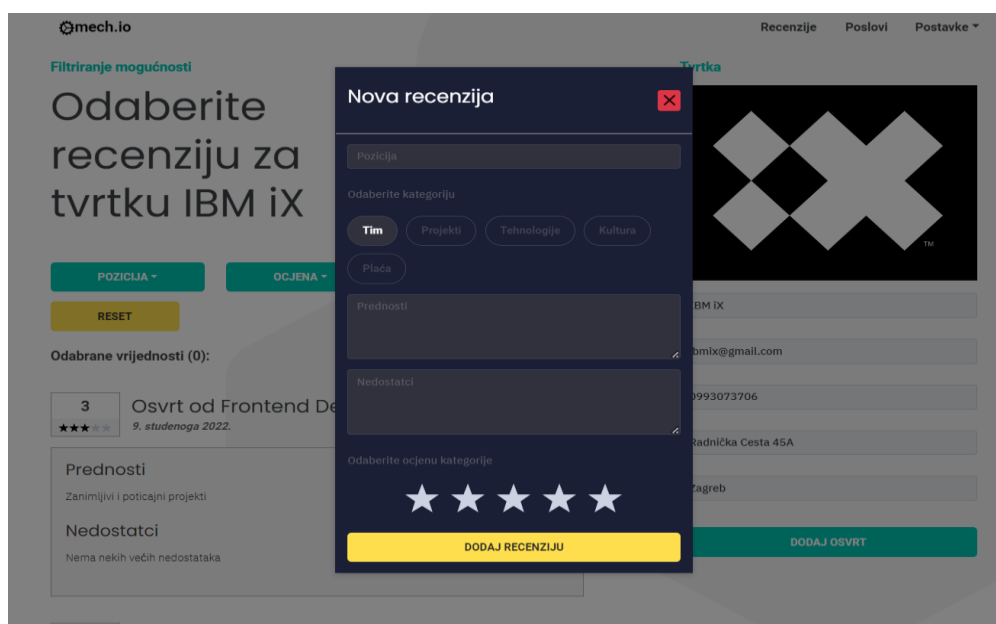 mech.io
Recenzije Poslovi Postavke
Filtriranje mogućnosti
Odaberite
recenziju za
tvrtku IBM iX
POZICIJA
OCJENA
RESET
Odabrane vrijednosti (0):
3
Osvrt od Frontend De
9. studenoga 2022.
Prednosti
Zanimljivi i poticajni projekti
Nedostatci
Nema nekih večih nedostataka
Nova recenzija
Pozicija
Odaberite kategoriju
Tim Projekti Tehnologije Kultura
Plaća
Prednosti
Nedostatci
Odaberite ocjenu kategorije
DODAJ RECENZIJU
Tvrtka
TM
IBM iX
ibmix@gmail.com
0993073706
Radnička Cesta 45A
Zagreb
DODAJ OSVRT